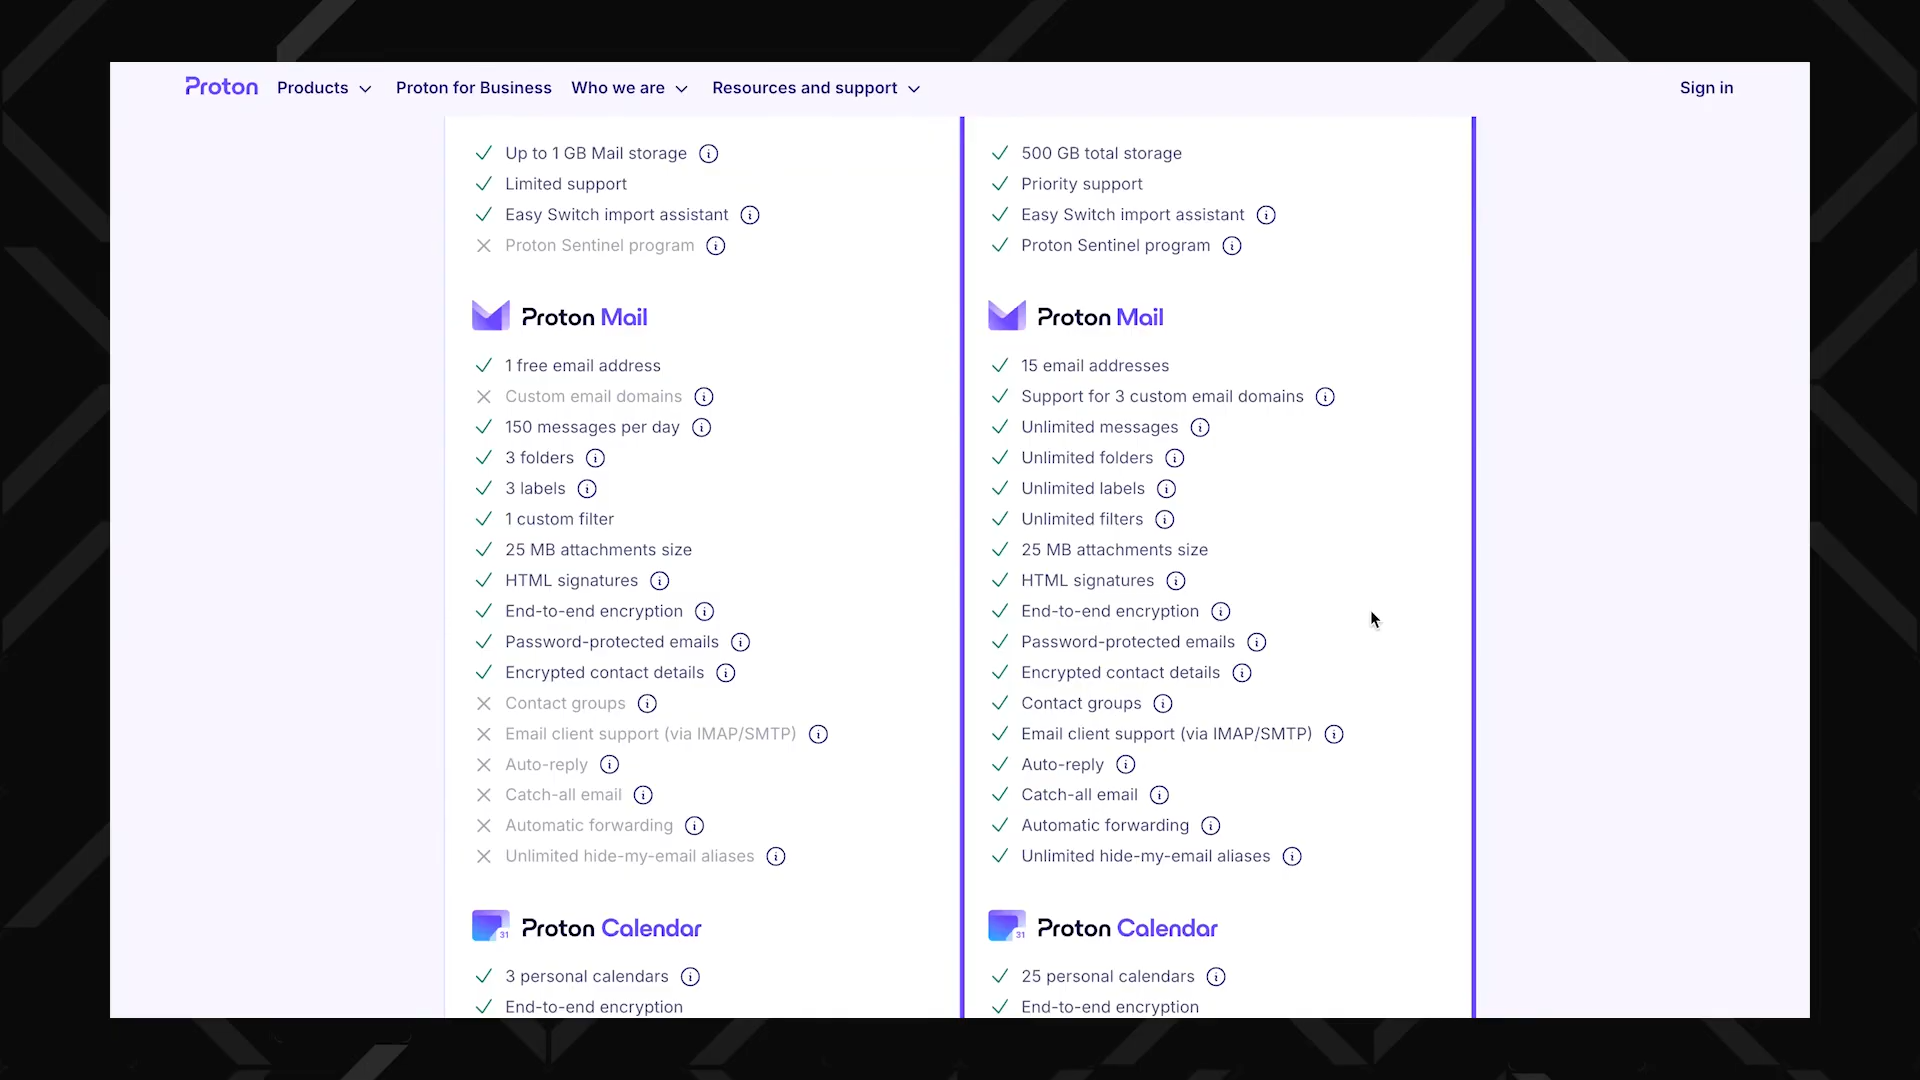 Proton
Products
Proton for Business
Who we are
Resources and support
Sign in
Up to 1 GB Mail storage
Limited support
Easy Switch import assistant
Proton Sentinel program
Proton Mail
1 free email address
Custom email domains
150 messages per day
3 folders
3 labels
1 custom filter
25 MB attachments size
HTML signatures
End-to-end encryption
Password-protected emails
Encrypted contact details
Contact groups
Email client support (via IMAP/SMTP)
Auto-reply
Catch-all email
Automatic forwarding
Unlimited hide-my-email aliases
31
Proton Calendar
3 personal calendars
End-to-end encryption
500 GB total storage
Priority support
Easy Switch import assistant
Proton Sentinel program
Proton Mail
15 email addresses
Support for 3 custom email domains
Unlimited messages
Unlimited folders
Unlimited labels
Unlimited filters
25 MB attachments size
HTML signatures
End-to-end encryption
Password-protected emails
Encrypted contact details
Contact groups
Email client support (via IMAP/SMTP)
Auto-reply
Catch-all email
Automatic forwarding
Unlimited hide-my-email aliases
31
Proton Calendar
25 personal calendars
End-to-end encryption